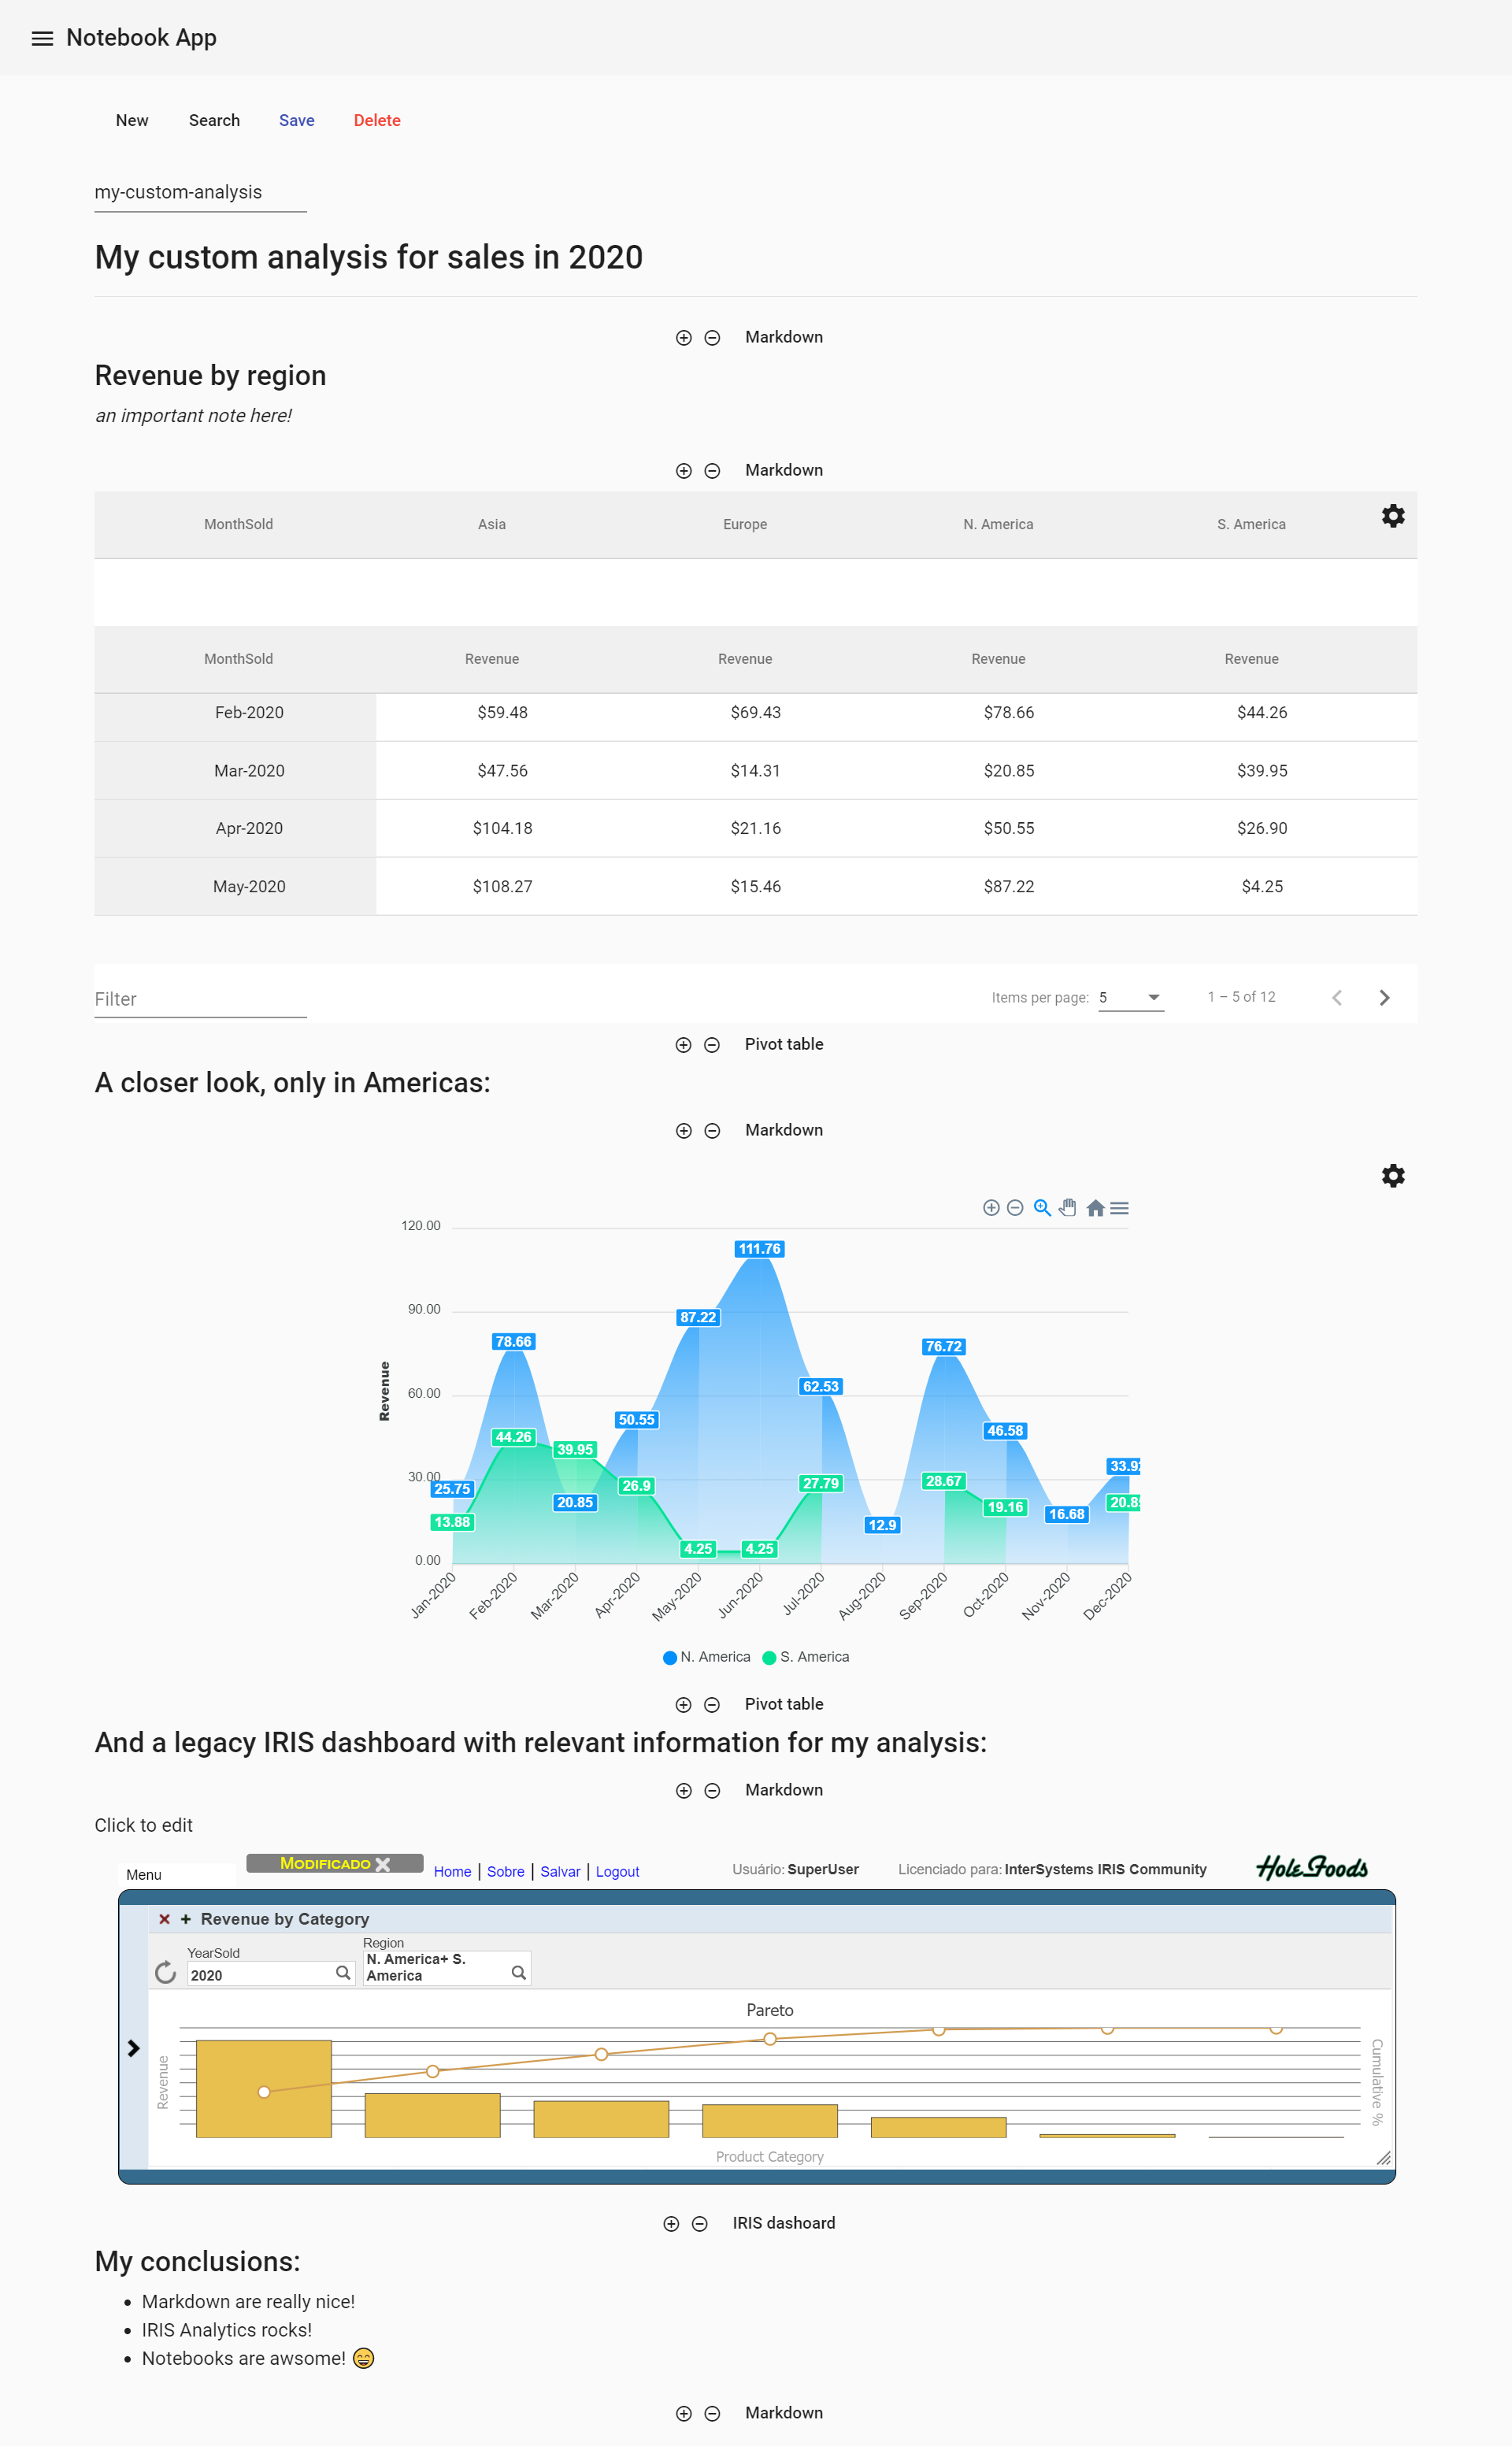 Notebook App
New Search Save Delete
my-custom-analysis
My custom analysis for sales in 2020
Markdown
Revenue by region
an important note here!
Markdown
MonthSold Asia Europe N. America S. America
MonthSold Revenue Revenue Revenue Revenue
Feb-2020 $59.48 $69.43 $78.66 $44.26
Mar-2020 $47.56 $14.31 $20.85 $39.95
Apr-2020 $104.18 $21.16 $50.55 $26.90
May-2020 $108.27 $15.46 $87.22 $4.25
Filter Items per page: 5 1 – 5 of 12
Pivot table
A closer look, only in Americas:
Markdown
120.00
90.00
60.00
30.00
0.00
Revenue
111.76
87.22
78.66
76.72
62.53
50.55
46.58
44.26
39.95
33.92
25.75
26.9
27.79
28.67
20.85
20.8
19.16
16.68
13.88
12.9
4.25
4.25
Jan-2020 Feb-2020 Mar-2020 Apr-2020 May-2020 Jun-2020 Jul-2020 Aug-2020 Sep-2020 Oct-2020 Nov-2020 Dec-2020
N. America S. America
Pivot table
And a legacy IRIS dashboard with relevant information for my analysis:
Markdown
Click to edit
Menu MODIFICADO Home | Sobre | Salvar | Logout Usuário: SuperUser Licenciado para: InterSystems IRIS Community Hole Foods
Revenue by Category
YearSold
2020
Region
N. America+ S.
America
Pareto
Revenue
Cumulative %
Product Category
IRIS dashoard
My conclusions:
Markdown are really nice!
IRIS Analytics rocks!
Notebooks are awsome! 😄
Markdown